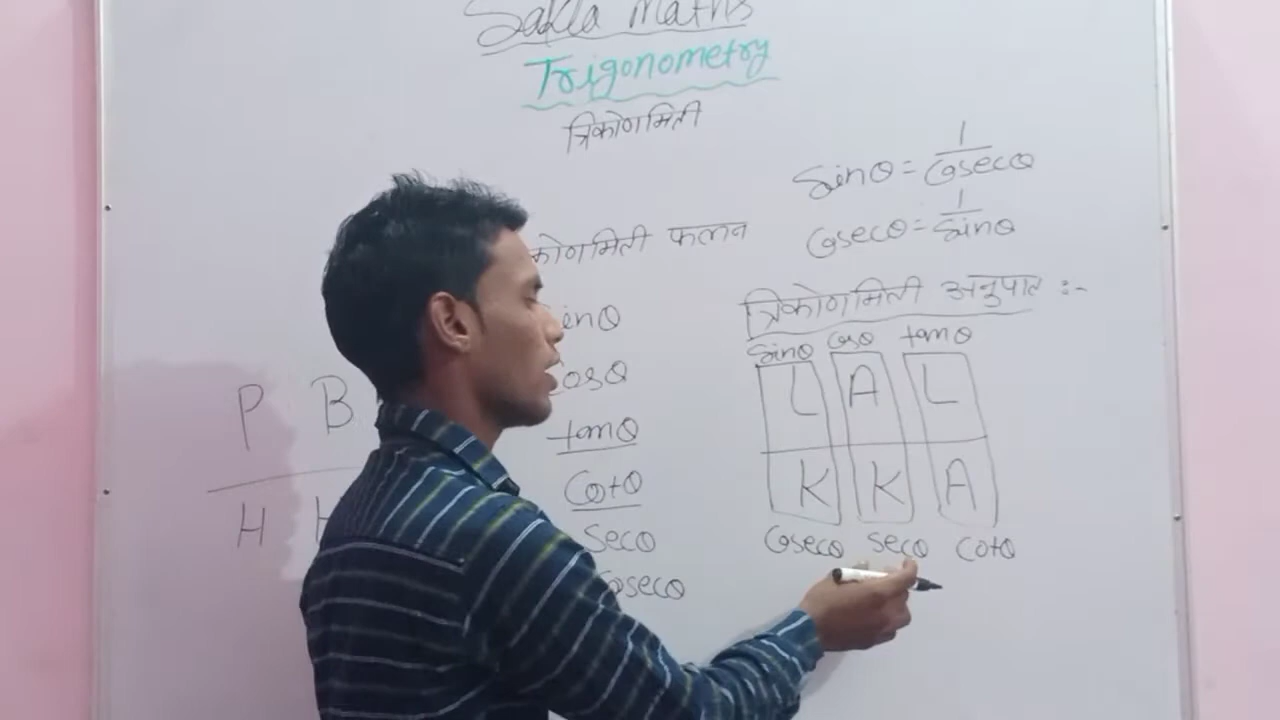 Sakla Maths
Trigonometry
त्रिकोणमिती
sinθ = 1/cosecθ
cosecθ = 1/sinθ
कोणमिती फलन
inθ
cosθ
tanθ
cotθ
secθ
cosecθ
P B
H H
त्रिकोणमिती अनुपात :-
sinθ cosθ tanθ
L A L
K K A
cosecθ secθ cotθ